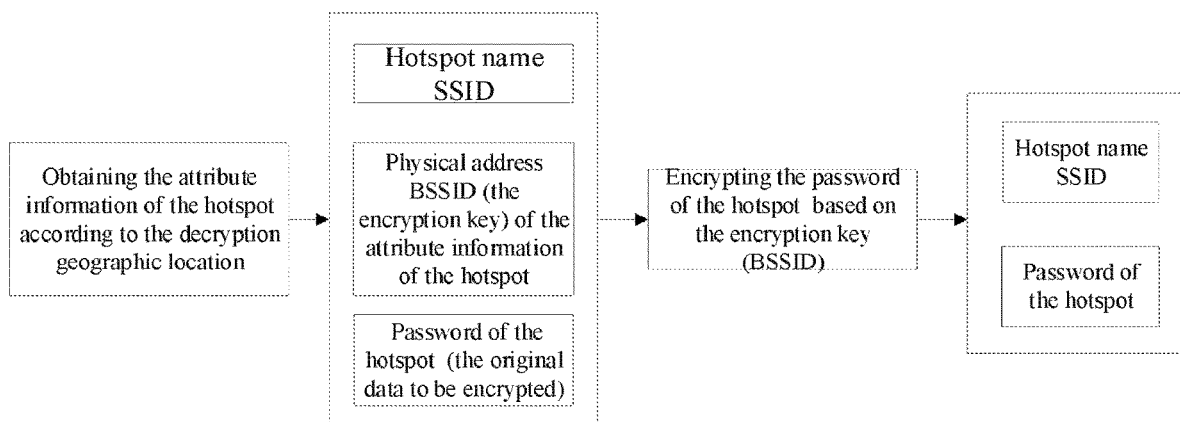 Obtaining the attribute
information of the hotspot
according to the decryption
geographic location
Hotspot name
SSID
Physical address
BSSID (the
encryption key) of the
attribute information
of the hotspot
Password of the
hotspot (the original
data to be encrypted)
Encrypting the password
of the hotspot based on
the encryption key
(BSSID)
Hotspot name
SSID
Password of
the hotspot